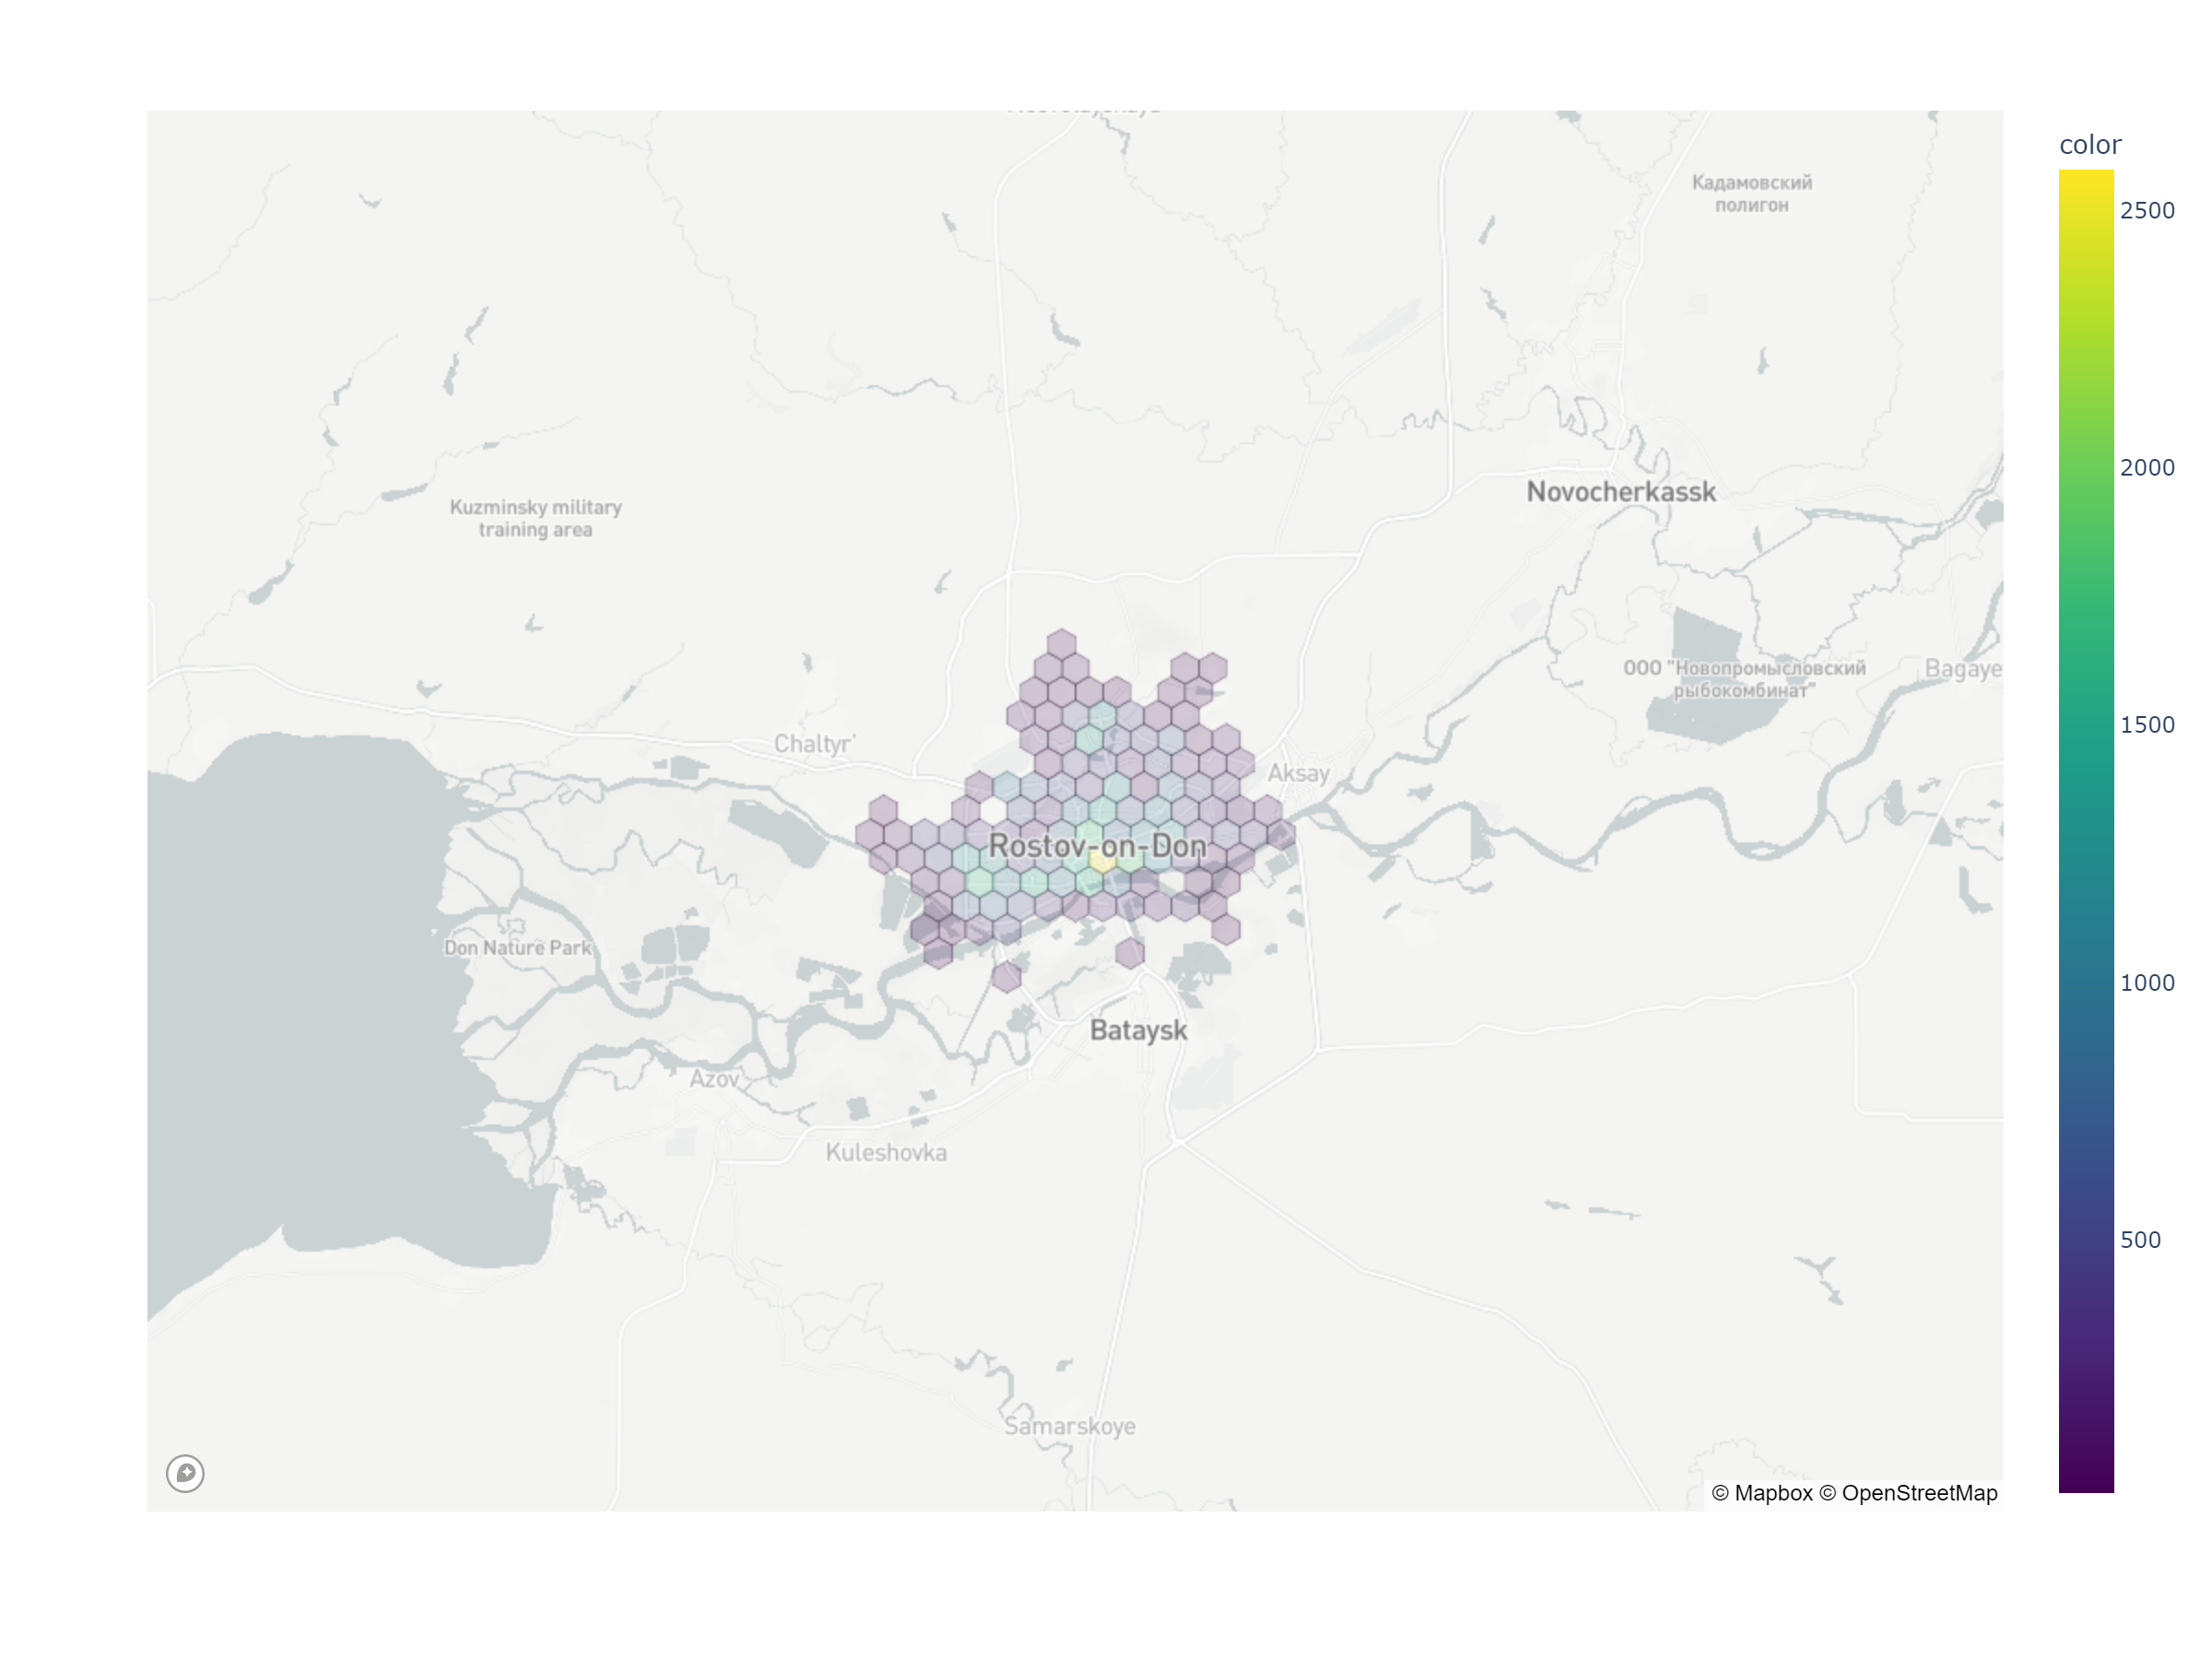 color
Кадамовский
полигон
2500
2000
Novocherkassk
Kuzminsky military
training area
ООО "Новопромысловский
рыбокомбинат"
Bagaye
1500
Chaltyr'
Aksay
Rostov-on-Don
Don Nature Park
1000
Bataysk
Azov
Kuleshovka
500
Samarskoye
© Mapbox © OpenStreetMap